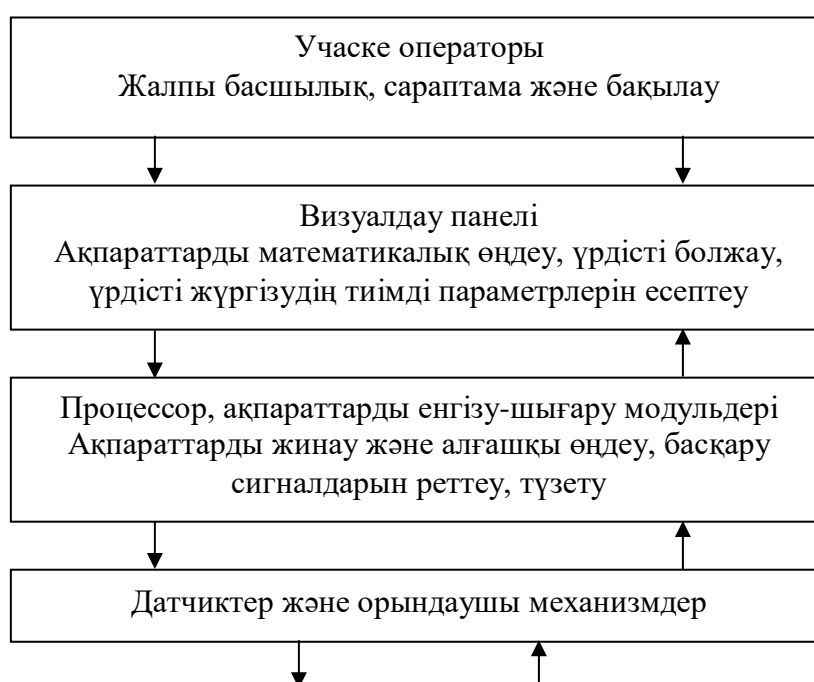 Учаске операторы
Жалпы басшылық, сараптама және бақылау
Визуалдау панелі
Ақпараттарды математикалық өңдеу, үрдісті болжау,
үрдісті жүргізудің тиімді параметрлерін есептеу
Процессор, ақпараттарды енгізу-шығару модульдері
Ақпараттарды жинау және алғашқы өңдеу, басқару
сигналдарын реттеу, түзету
Датчиктер және орындаушы механизмдер